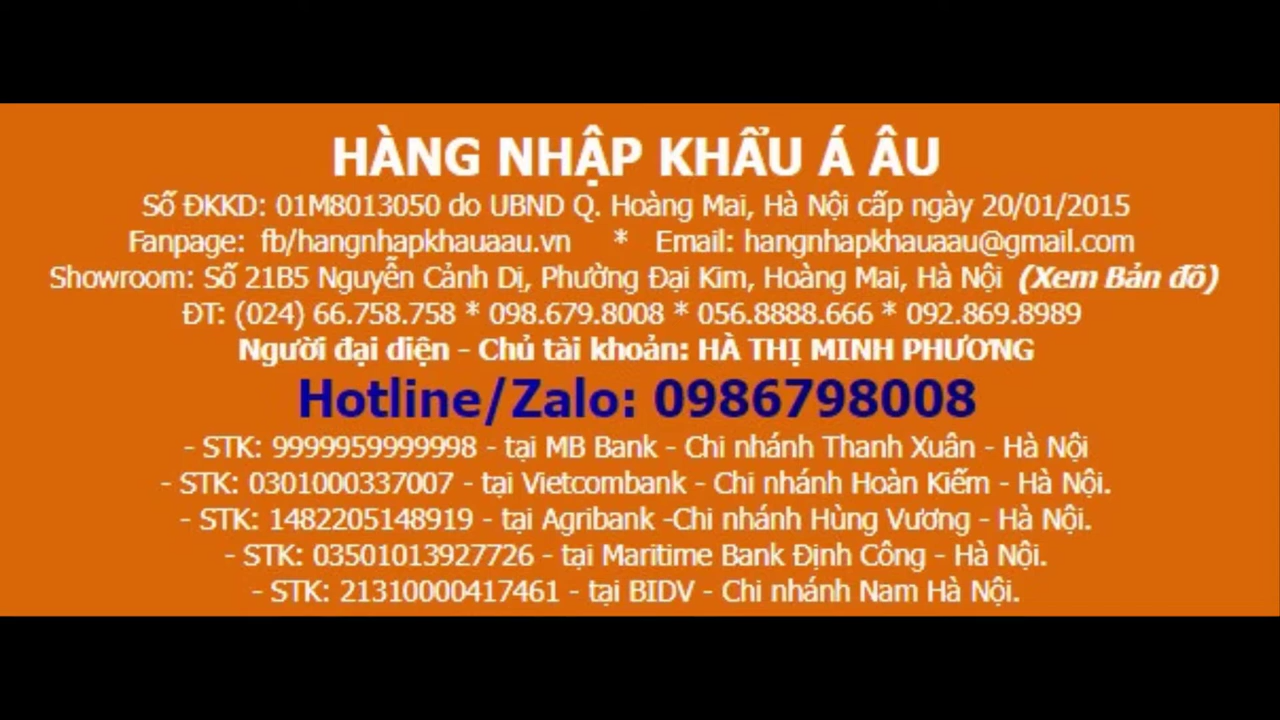 HÀNG NHẬP KHẨU Á ÂU
Số ĐKKD: 01M8013050 do UBND Q. Hoàng Mai, Hà Nội cấp ngày 20/01/2015
Fanpage: fb/hangnhapkhauaau.vn * Email: hangnhapkhauaau@gmail.com
Showroom: Số 21B5 Nguyễn Cảnh Dị, Phường Đại Kim, Hoàng Mai, Hà Nội (Xem Bản đồ)
ĐT: (024) 66.758.758 * 098.679.8008 * 056.8888.666 * 092.869.8989
Người đại diện - Chủ tài khoản: HÀ THỊ MINH PHƯƠNG
Hotline/Zalo: 0986798008
- STK: 9999959999998 - tại MB Bank - Chi nhánh Thanh Xuân - Hà Nội
- STK: 0301000337007 - tại Vietcombank - Chi nhánh Hoàn Kiếm - Hà Nội.
- STK: 1482205148919 - tại Agribank -Chi nhánh Hùng Vương - Hà Nội.
- STK: 03501013927726 - tại Maritime Bank Định Công - Hà Nội.
- STK: 21310000417461 - tại BIDV - Chi nhánh Nam Hà Nội.